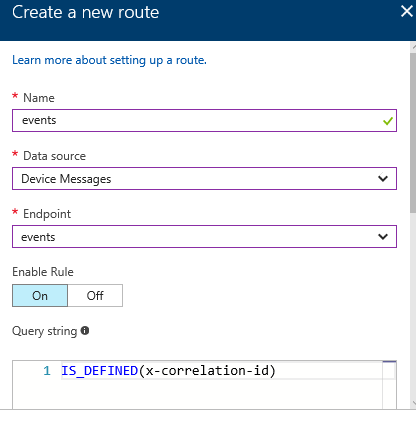 Create a new route
Learn more about setting up a route.
* Name
events
* Data source
Device Messages
* Endpoint
events
Enable Rule
On Off
Query string
1 IS_DEFINED(x-correlation-id)